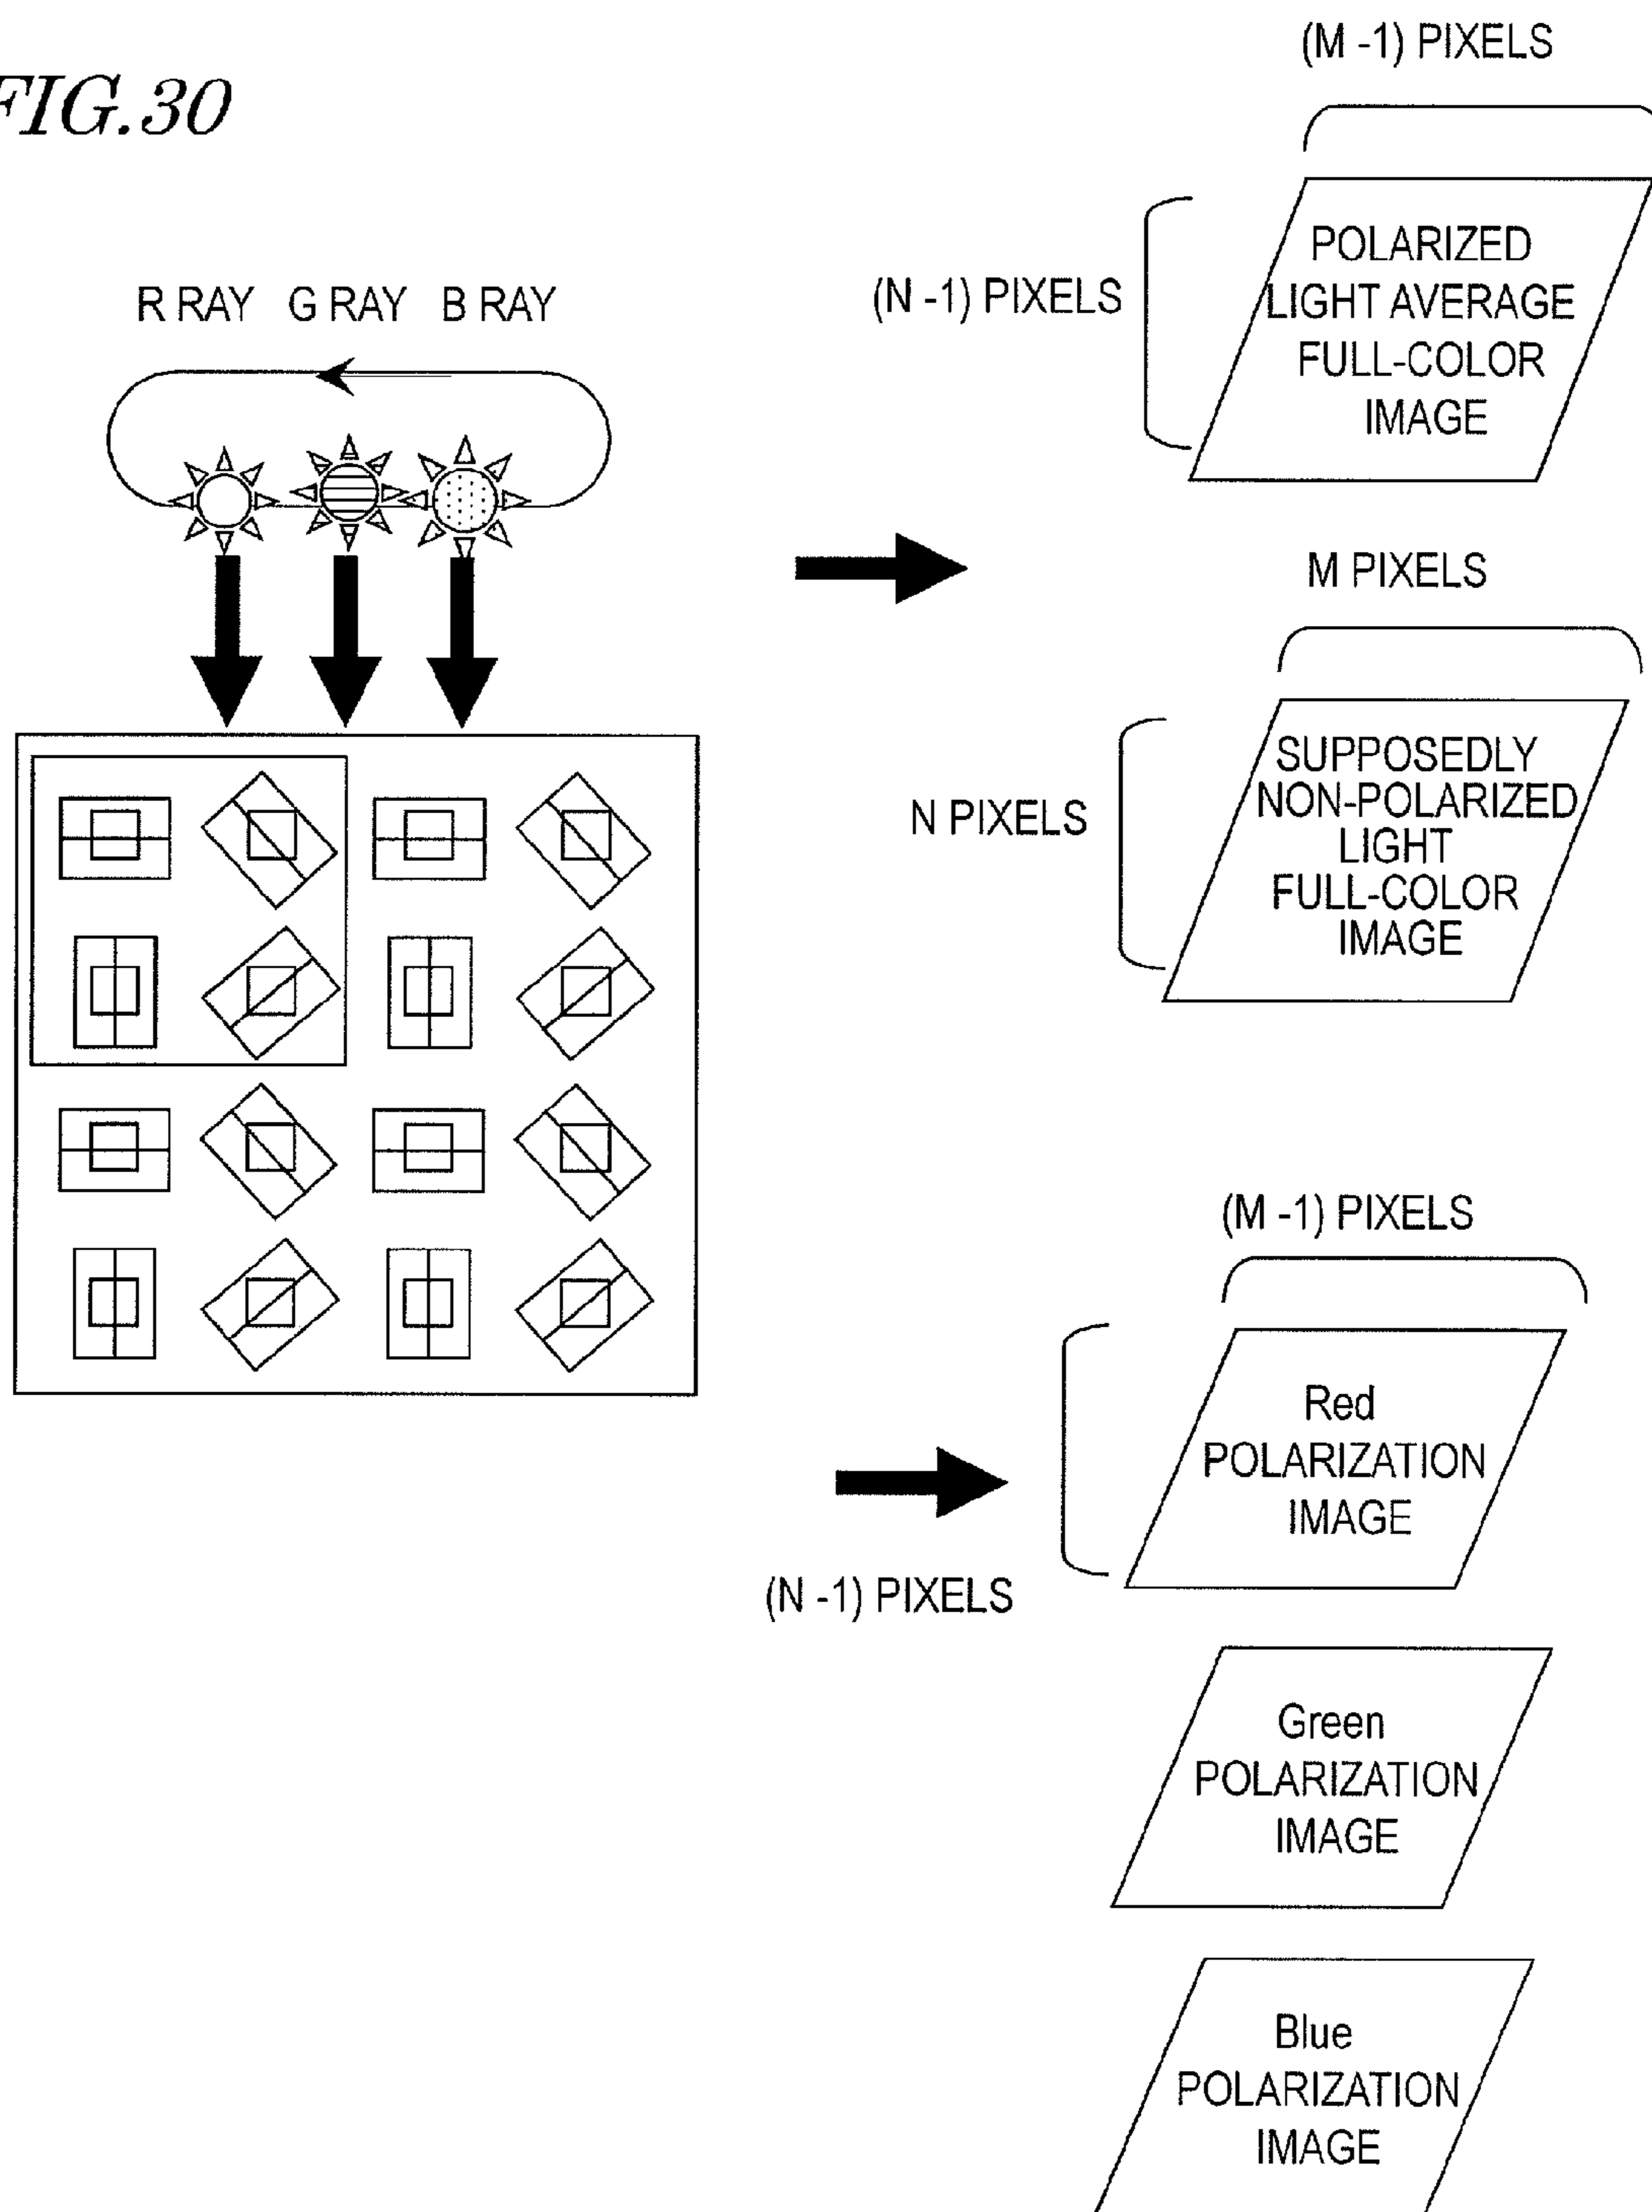 FIG.30
R RAY G RAY B RAY
(M -1) PIXELS
(N -1) PIXELS
POLARIZED
LIGHT AVERAGE
FULL-COLOR
IMAGE
M PIXELS
N PIXELS
SUPPOSEDLY
NON-POLARIZED
LIGHT
FULL-COLOR
IMAGE
(M -1) PIXELS
(N -1) PIXELS
Red
POLARIZATION
IMAGE
Green
POLARIZATION
IMAGE
Blue
POLARIZATION
IMAGE